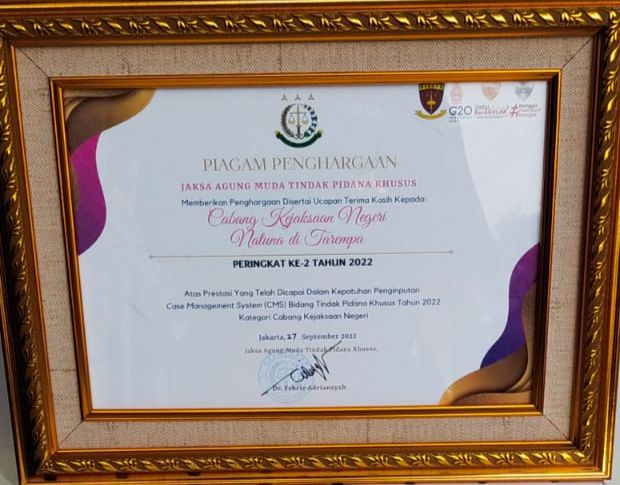 G20
BerAKHLAK
PIAGAM PENGHARGAAN
JAKSA AGUNG MUDA TINDAK PIDANA KHUSUS
Memberikan Penghargaan Disertai Ucapan Terima Kasih Kepada:
Cabang Kejaksaan Negeri
Natuna di Tarempa
PERINGKAT KE-2 TAHUN 2022
Atas Prestasi Yang Telah Dicapai Dalam Kepatuhan Penginputan
Case Management System (CMS) Bidang Tindak Pidana Khusus Tahun 2022
Kategori Cabang Kejaksaan Negeri
Jakarta, 27 September 2022
Jaksa Agung Muda Tindak Pidana Khusus,
Dr. Febrie Adriansyah